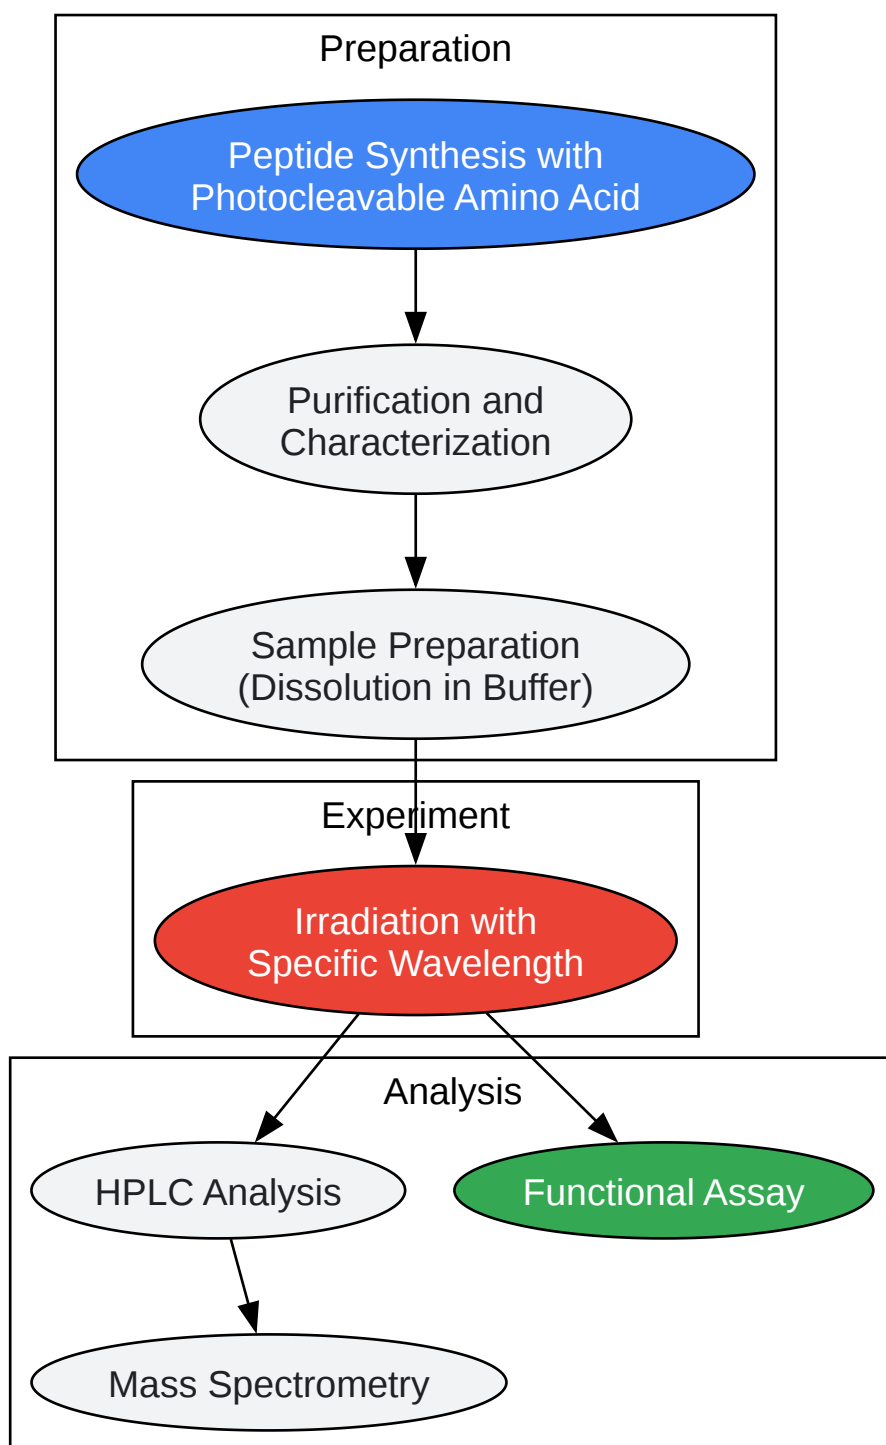 Preparation
Peptide Synthesis with
Photocleavable Amino Acid
Purification and
Characterization
Sample Preparation
(Dissolution in Buffer)
Experiment
Irradiation with
Specific Wavelength
Analysis
HPLC Analysis
Functional Assay
Mass Spectrometry